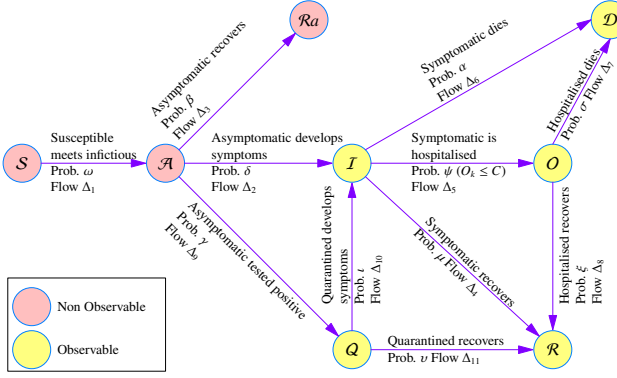 Ra
D
Asymptomatic recovers
Prob. β
Flow Δ3
Symptomatic dies
Prob. α
Flow Δ6
Hospitalised dies
Prob. σ Flow Δ7
Susceptible
meets infictious
Prob. ω
Flow Δ1
S
A
Asymptomatic develops
symptoms
Prob. δ
Flow Δ2
I
Symptomatic is
hospitalised
Prob. ψ (Ok ≤ C)
Flow Δ5
O
Asymptomatic tested positive
Prob. γ
Flow Δ9
Quarantined develops
symptoms
Prob. ι
Flow Δ10
Symptomatic recovers
Prob. μ Flow Δ4
Hospitalised recovers
Prob. ξ
Flow Δ8
Non Observable
Observable
Q
Quarantined recovers
Prob. υ Flow Δ11
R